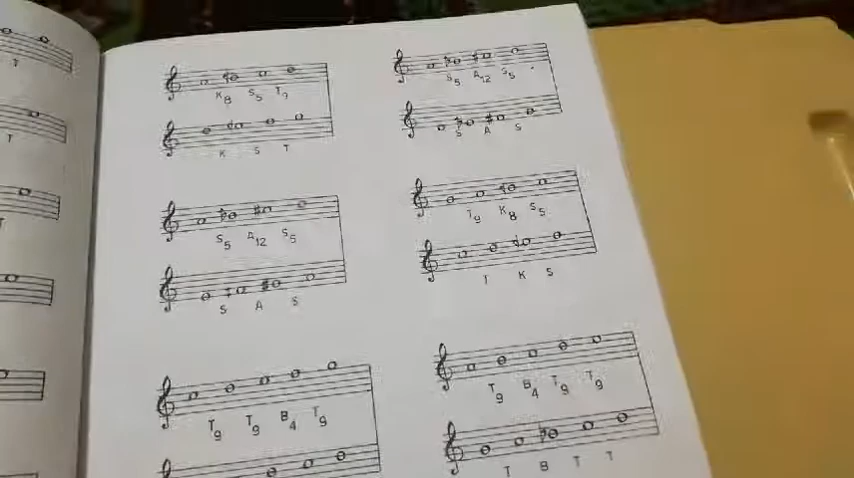 T
T
K8 S5 T9
K S T
S5 A12 S5
S A S
T9 T9 B4 T9
S5 A12 S5
S A S
T9 K8 S5
T K S
T9 B4 T9 T9
T B T T